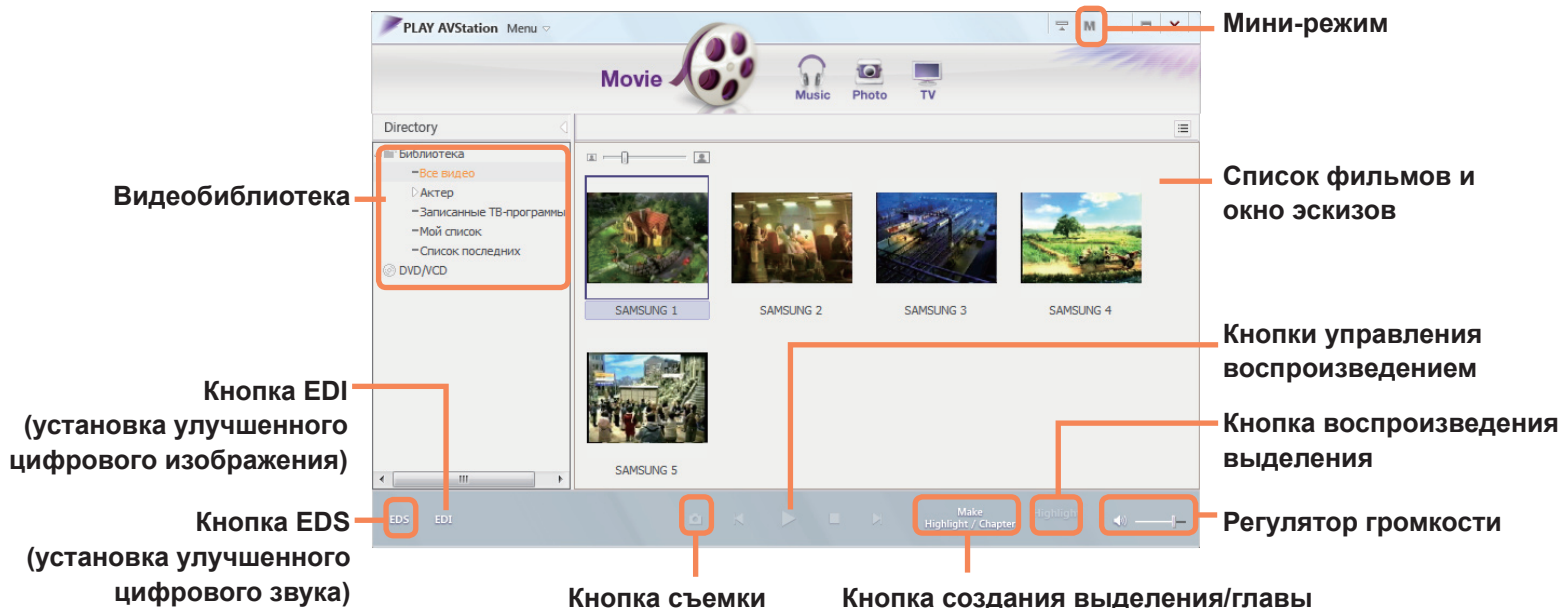 PLAY AVStation Menu
M
Мини-режим
Movie
Music
Photo
TV
Directory
Библиотека
Все видео
Актер
Записанные ТВ-программы
Мой список
Список последних
DVD/VCD
Видеобиблиотека
Список фильмов и
окно эскизов
SAMSUNG 1
SAMSUNG 2
SAMSUNG 3
SAMSUNG 4
SAMSUNG 5
Кнопки управления
воспроизведением
Кнопка EDI
(установка улучшенного
цифрового изображения)
Кнопка воспроизведения
выделения
EDS
EDI
Make
Highlight / Chapter
Highlight
Регулятор громкости
Кнопка EDS
(установка улучшенного
цифрового звука)
Кнопка съемки
Кнопка создания выделения/главы